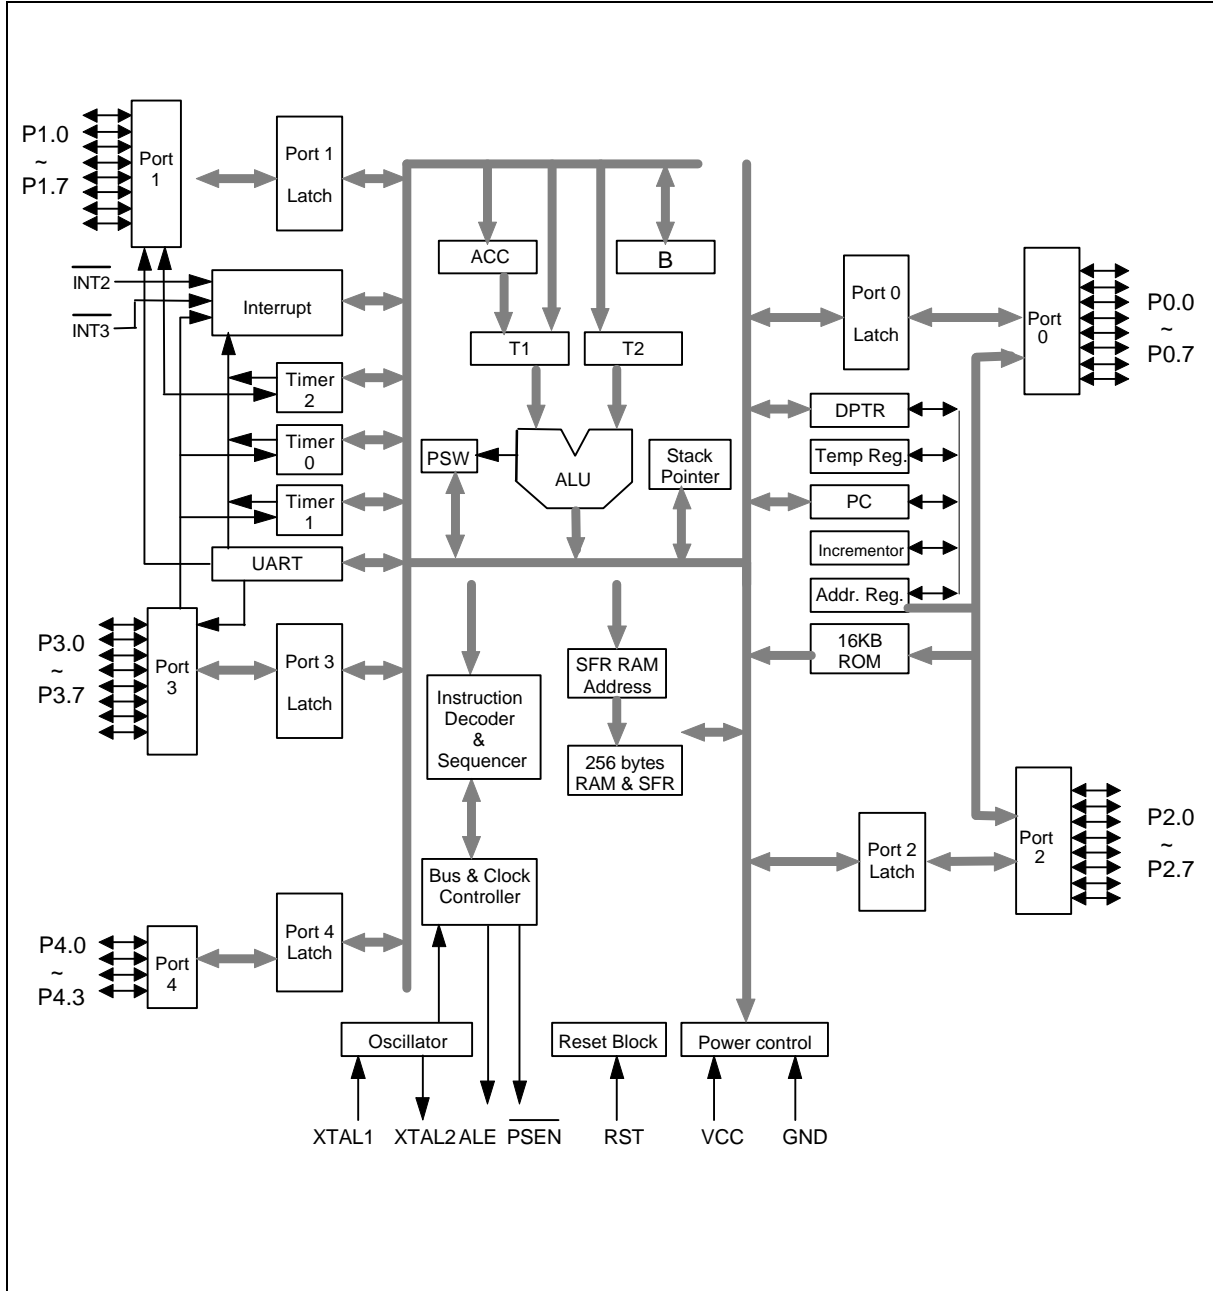 P1.0
~
P1.7
Port
1
Port 1
Latch
INT2
INT3
Interrupt
Timer
2
Timer
0
Timer
1
UART
P3.0
~
P3.7
Port
3
Port 3
Latch
P4.0
~
P4.3
Port
4
Port 4
Latch
ACC
B
T1
T2
PSW
ALU
Stack
Pointer
Instruction
Decoder
&
Sequencer
SFR RAM
Address
256 bytes
RAM & SFR
Bus & Clock
Controller
Oscillator
Reset Block
Power control
XTAL1
XTAL2
ALE
PSEN
RST
VCC
GND
Port 0
Latch
Port
0
P0.0
~
P0.7
DPTR
Temp Reg.
PC
Incrementor
Addr. Reg.
16KB
ROM
Port 2
Latch
Port
2
P2.0
~
P2.7